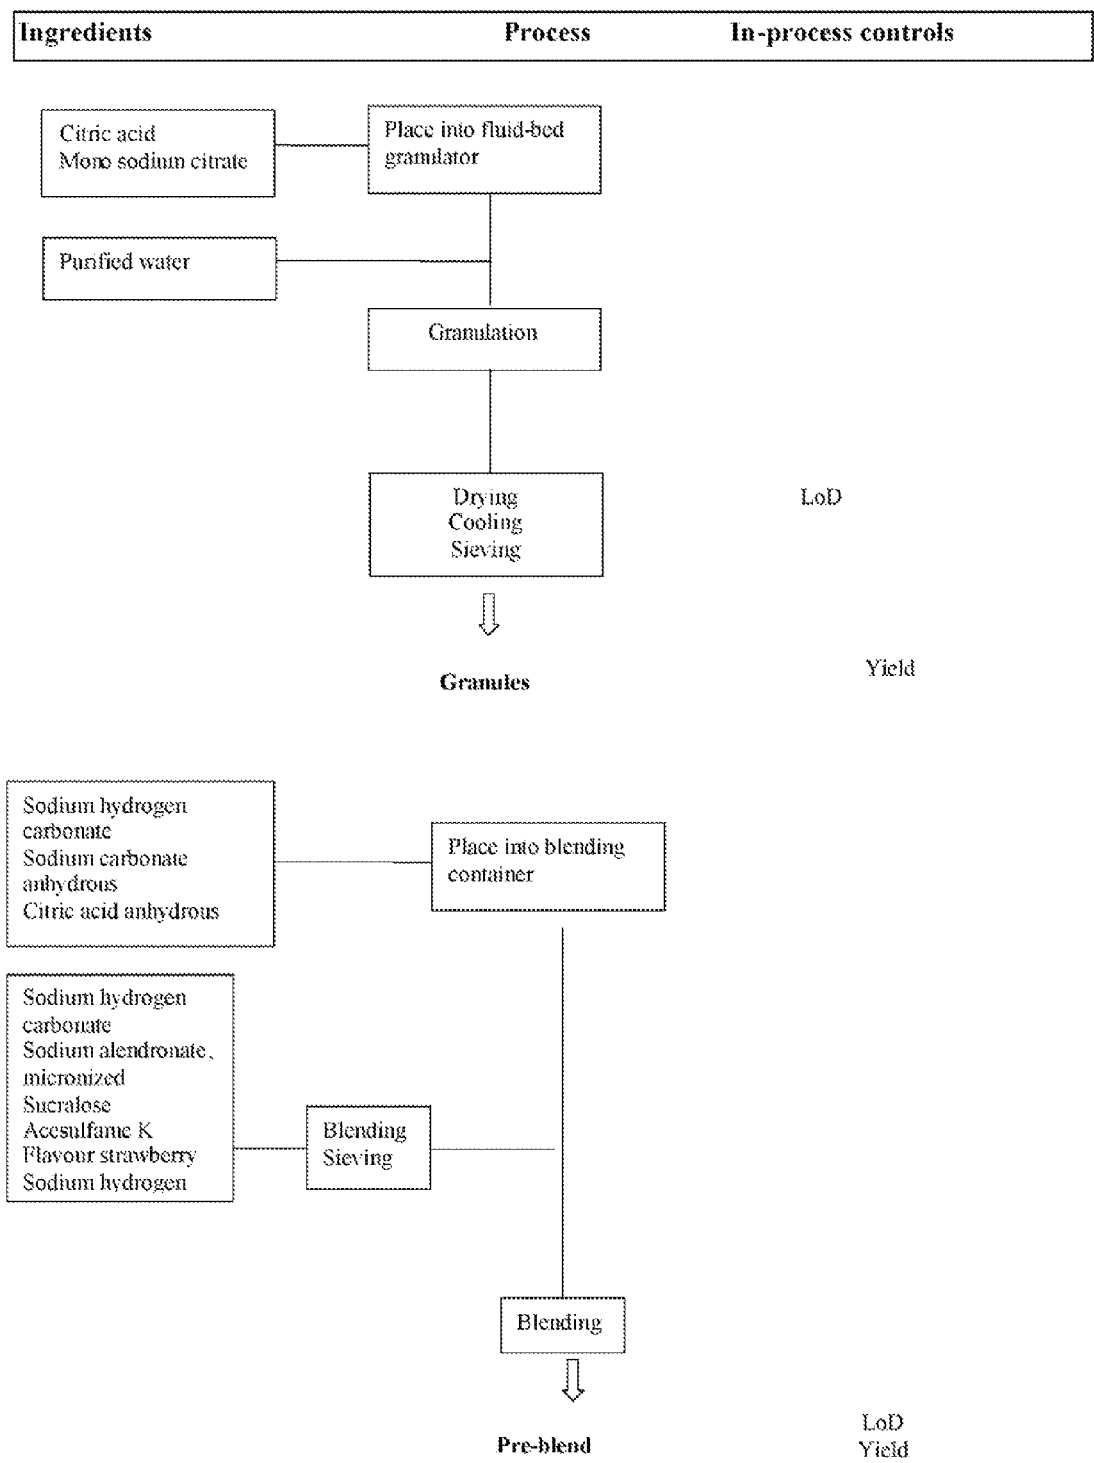 Ingredients Process In-process controls
Citric acid
Mono sodium citrate
Place into fluid-bed
granulator
Purified water
Granulation
Drying
Cooling
Sieving
LoD
Granules
Yield
Sodium hydrogen
carbonate
Sodium carbonate
anhydrous
Citric acid anhydrous
Place into blending
container
Sodium hydrogen
carbonate
Sodium alendronate,
micronized
Sucralose
Acesulfame K
Flavour strawberry
Sodium hydrogen
Blending
Sieving
Blending
Pre-blend
LoD
Yield